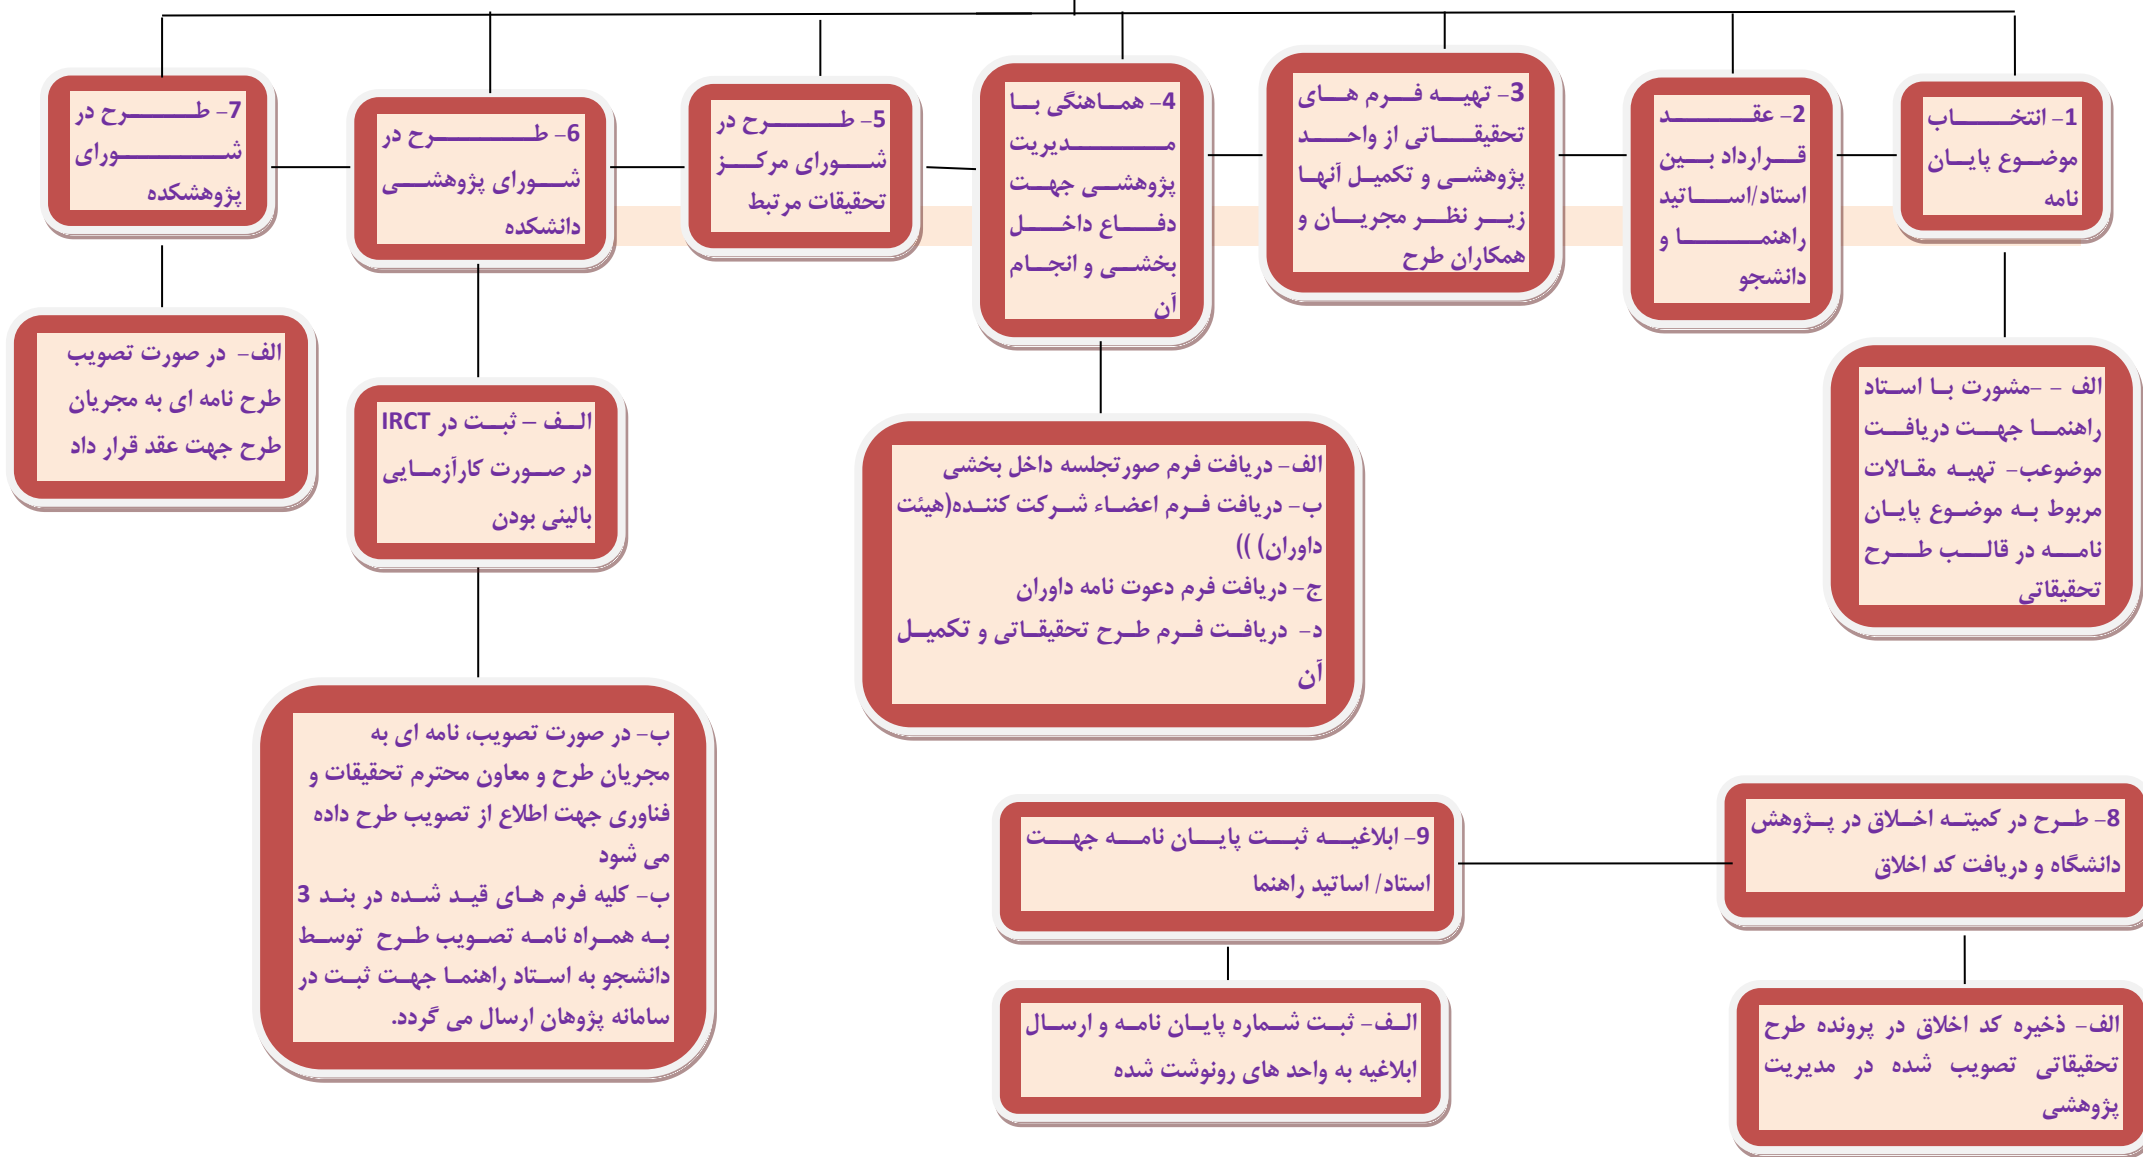 1- انتخاب
موضوع پایان
نامه
2- عقد
قرارداد بین
استاد/اساتید
راهنما و
دانشجو
3- تهیه فرم های
تحقیقاتی از واحد
پژوهشی و تکمیل آنها
زیر نظر مجریان و
همکاران طرح
4- هماهنگی با
مدیریت
پژوهشی جهت
دفاع داخل
بخشی و انجام
آن
5- طرح در
شورای مرکز
تحقیقات مرتبط
6- طرح در
شورای پژوهشی
دانشکده
7- طرح در
شورای
پژوهشکده
الف - -مشورت با استاد
راهنما جهت دریافت
موضوعب- تهیه مقالات
مربوط به موضوع پایان
نامه در قالب طرح
تحقیقاتی
الف- دریافت فرم صورتجلسه داخل بخشی
ب- دریافت فرم اعضاء شرکت کننده(هیئت
داوران) ))
ج- دریافت فرم دعوت نامه داوران
د- دریافت فرم طرح تحقیقاتی و تکمیل
آن
الف – ثبت در IRCT
در صورت کارآزمایی
بالینی بودن
الف- در صورت تصویب
طرح نامه ای به مجریان
طرح جهت عقد قرار داد
ب- در صورت تصویب، نامه ای به
مجریان طرح و معاون محترم تحقیقات و
فناوری جهت اطلاع از تصویب طرح داده
می شود
ب- کلیه فرم های قید شده در بند 3
به همراه نامه تصویب طرح توسط
دانشجو به استاد راهنما جهت ثبت در
سامانه پژوهان ارسال می گردد.
8- طرح در کمیته اخلاق در پژوهش
دانشگاه و دریافت کد اخلاق
9- ابلاغیه ثبت پایان نامه جهت
استاد/ اساتید راهنما
الف- ذخیره کد اخلاق در پرونده طرح
تحقیقاتی تصویب شده در مدیریت
پژوهشی
الف- ثبت شماره پایان نامه و ارسال
ابلاغیه به واحد های رونوشت شده